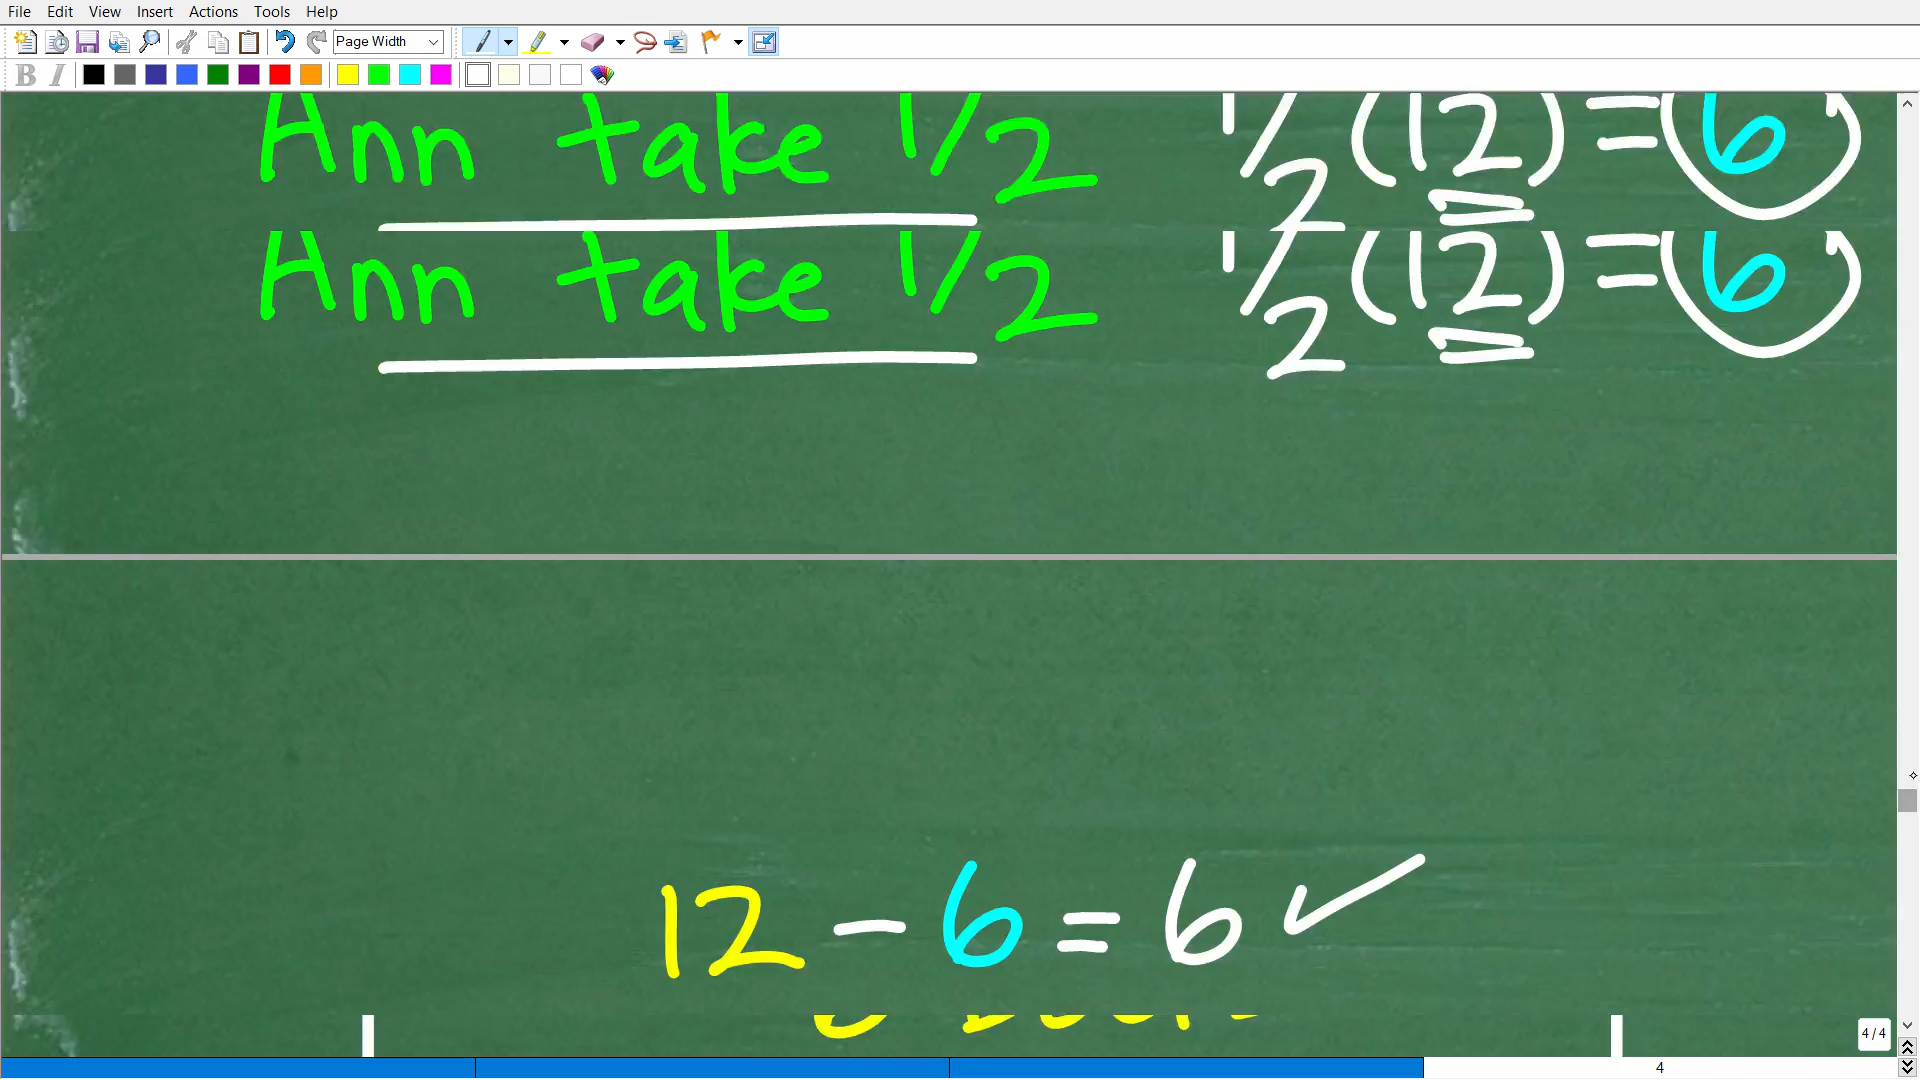 File Edit View Insert Actions Tools Help
Page Width
B I
Ann take 1/2 1/2 (12) = 6
Ann take 1/2 1/2 (12) = 6
12 - 6 = 6 ✓
4 / 4
4